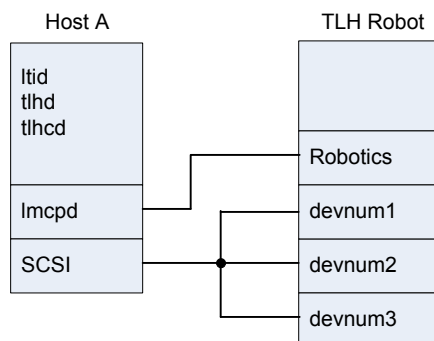 Host A
TLH Robot
ltid
tlhd
tlhcd
Robotics
lmcpd
devnum1
SCSI
devnum2
devnum3